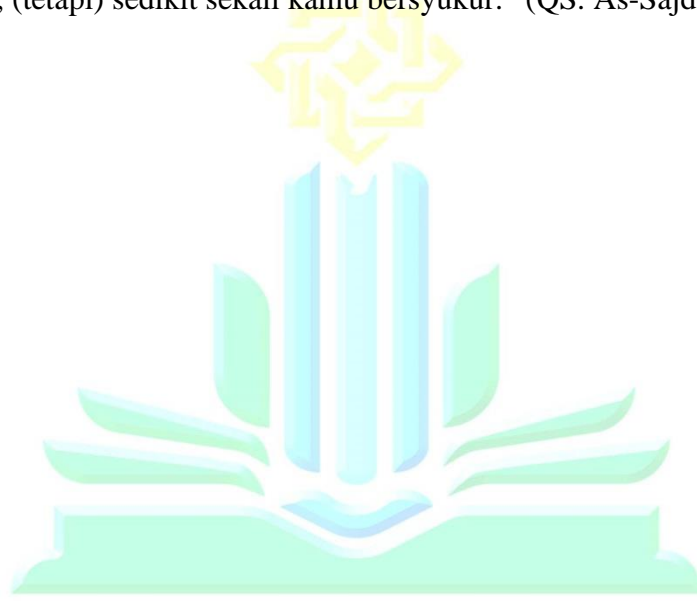 , (tetapi) sedikit sekali kamu bersyukur." (QS. As-Sajd